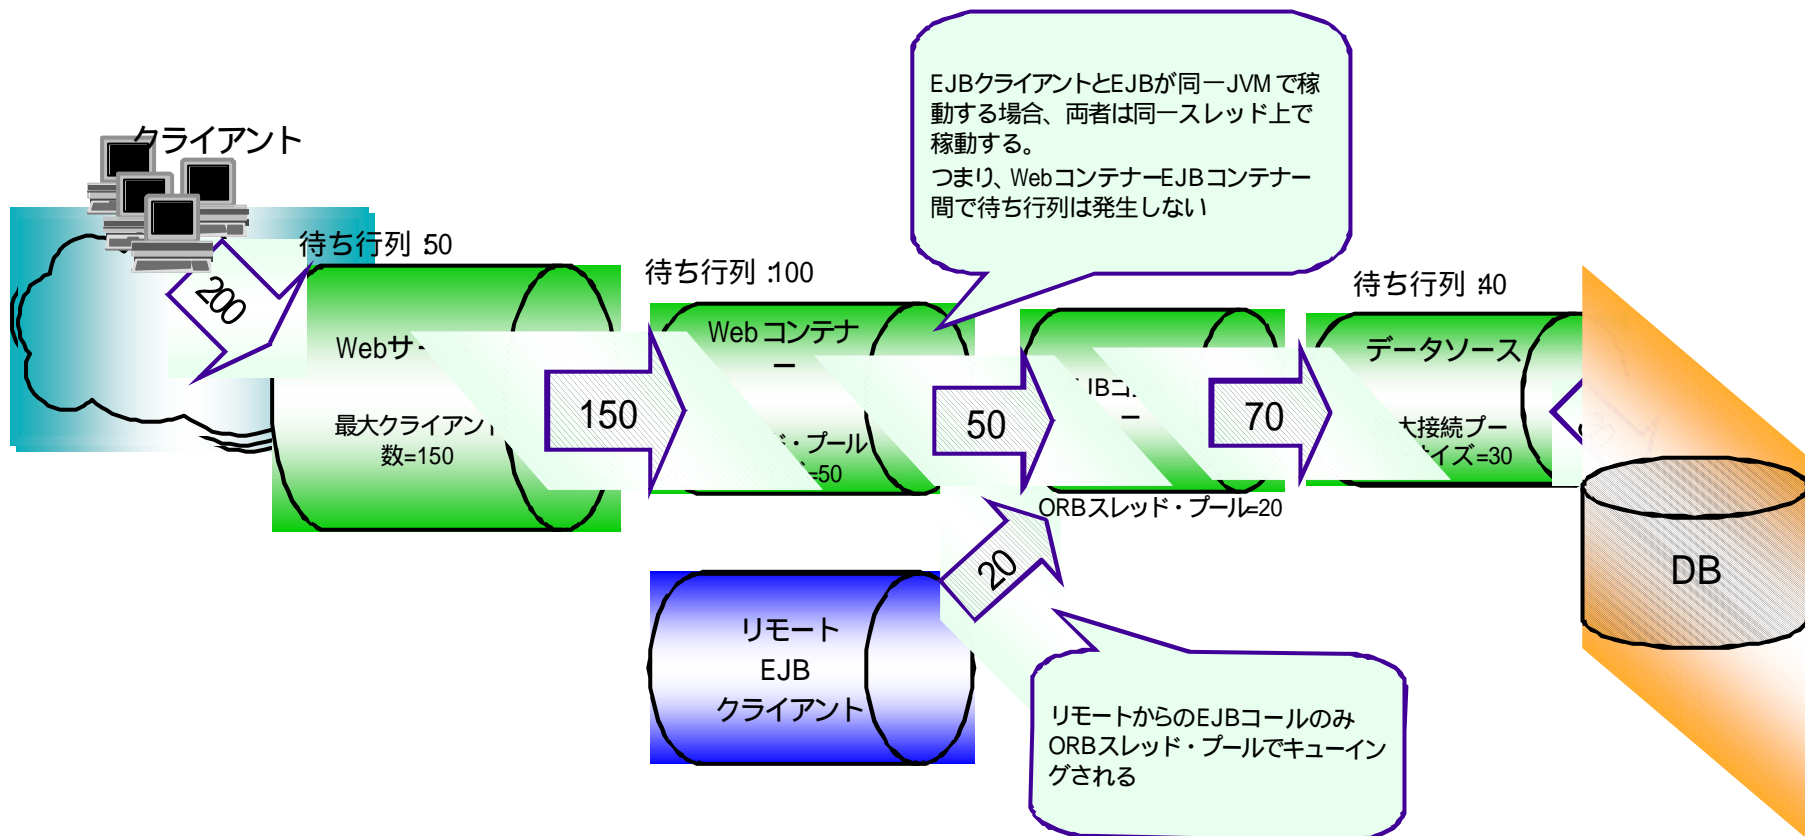 EJBクライアントとEJBが同一JVMで稼
動する場合、両者は同一スレッド上で
稼動する。
つまり、WebコンテナーEJBコンテナー
間で待ち行列は発生しない
クライアント
待ち行列:50
待ち行列:100
待ち行列:40
200
Webサー
最大クライアント
数=150
150
Webコンテナ
ー
ド・プール
=50
50
ー
ORBスレッド・プール=20
70
データソース
大接続プー
イズ=30
DB
20
リモート
EJB
クライアント
リモートからのEJBコールのみ
ORBスレッド・プールでキューイン
グされる